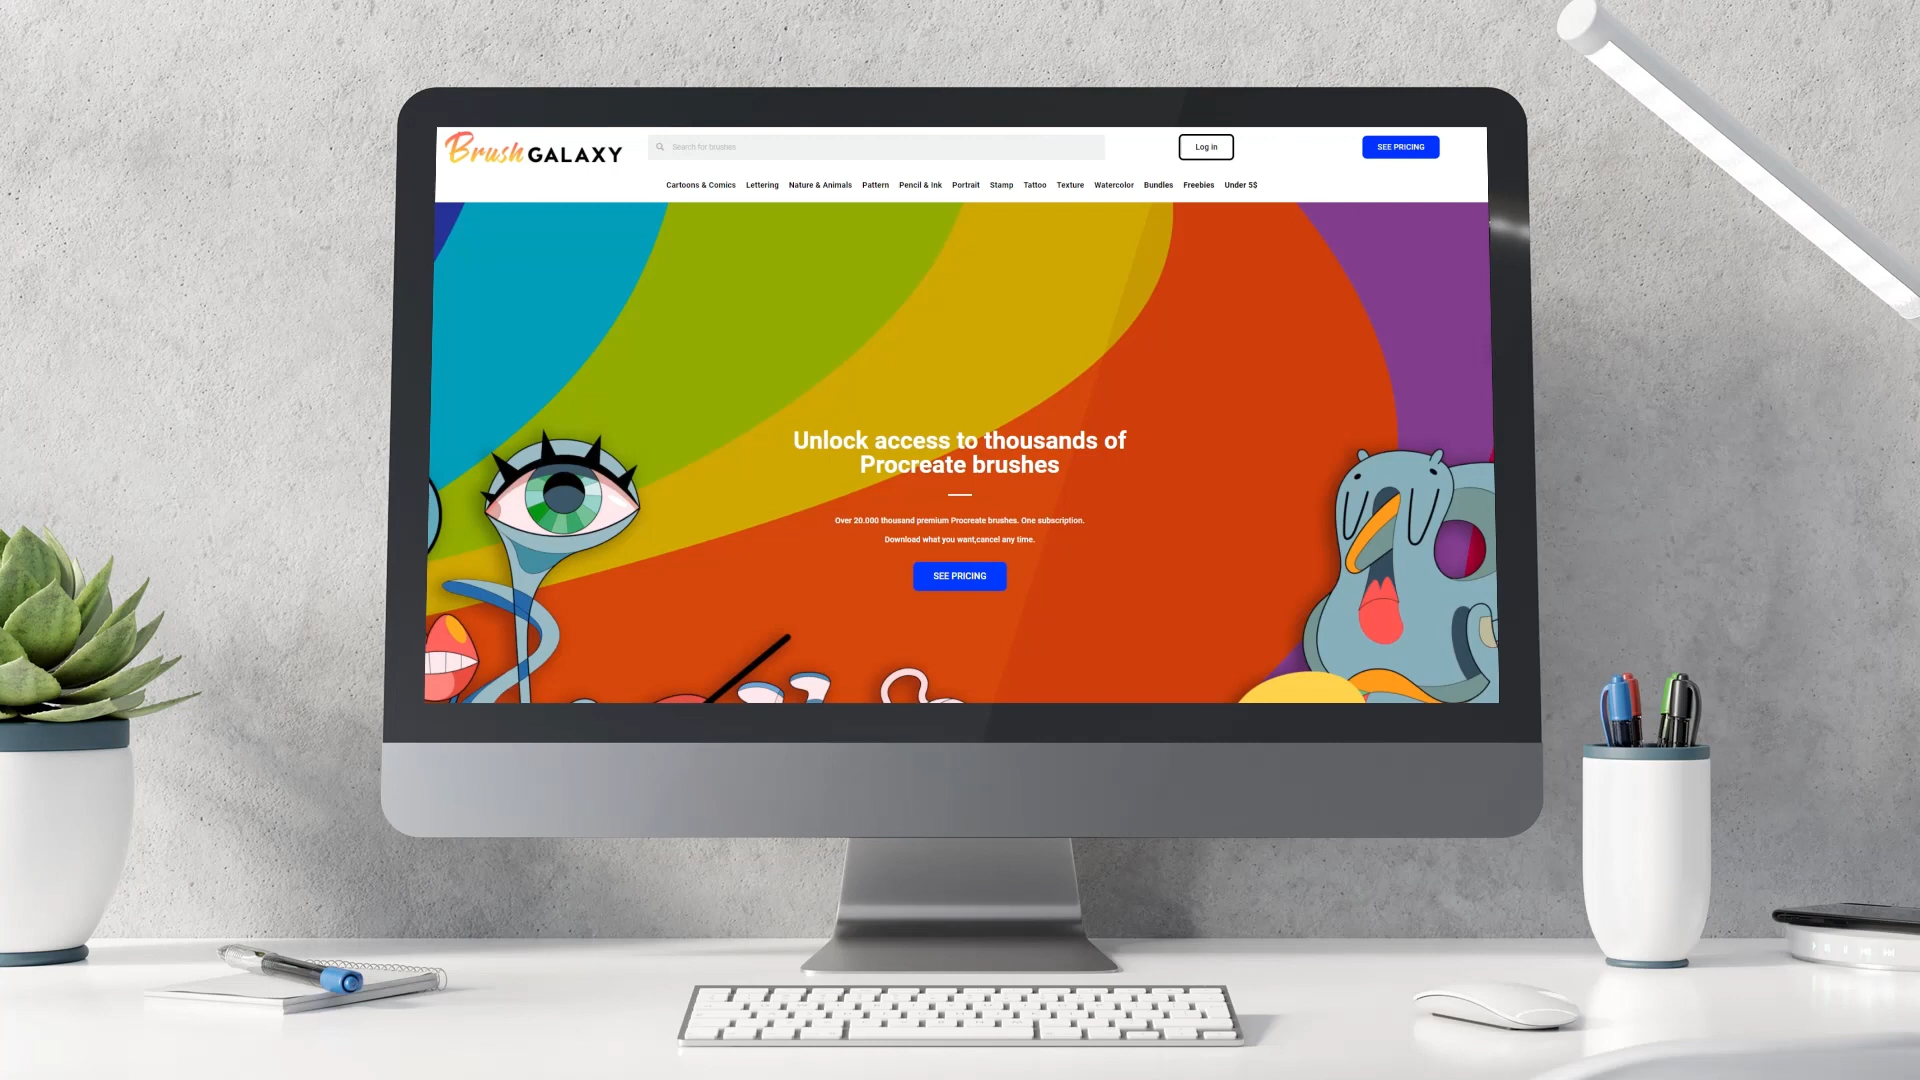 Brush GALAXY
Search for brushes
Log in
SEE PRICING
Cartoons & Comics Lettering Nature & Animals Pattern Pencil & Ink Portrait Stamp Tattoo Texture Watercolor Bundles Freebies Under 5$
Unlock access to thousands of
Procreate brushes
Over 20.000 thousand premium Procreate brushes. One subscription.
Download what you want,cancel any time.
SEE PRICING